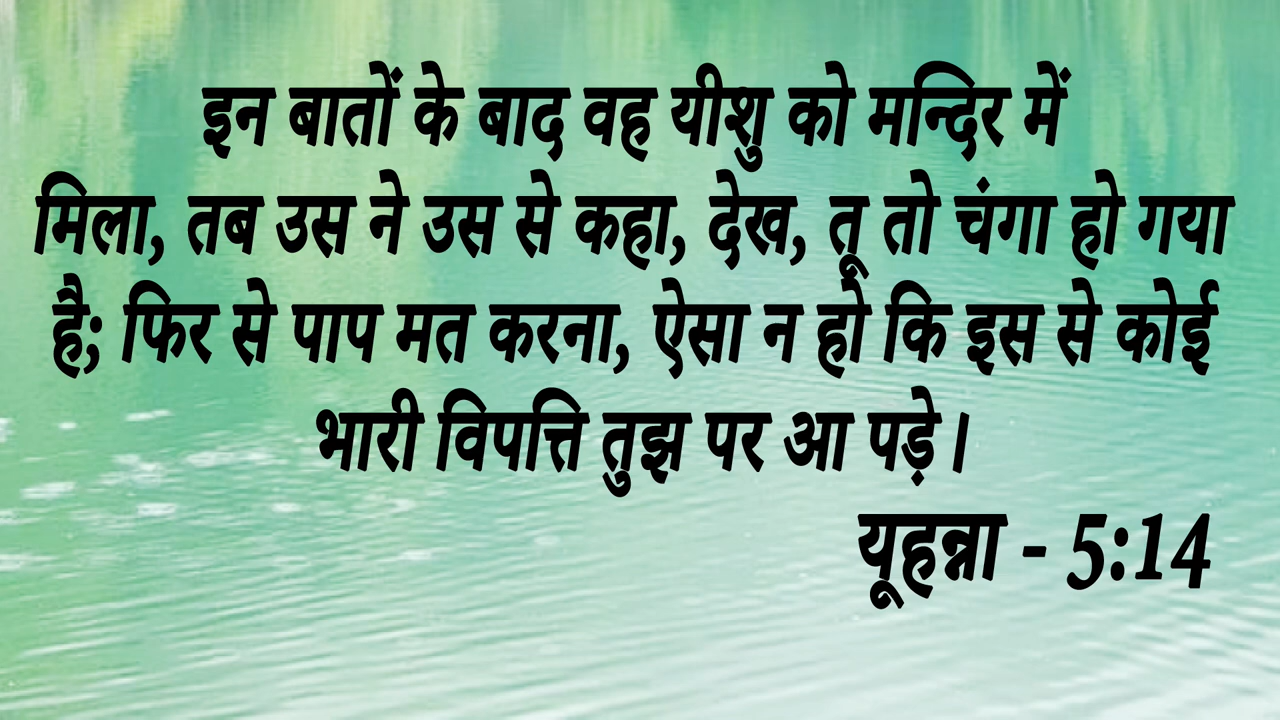 इन बातों के बाद वह यीशु को मन्दिर में
मिला, तब उस ने उस से कहा, देख, तू तो चंगा हो गया
है; फिर से पाप मत करना, ऐसा न हो कि इस से कोई
भारी विपत्ति तुझ पर आ पड़े।
यूहन्ना - 5:14